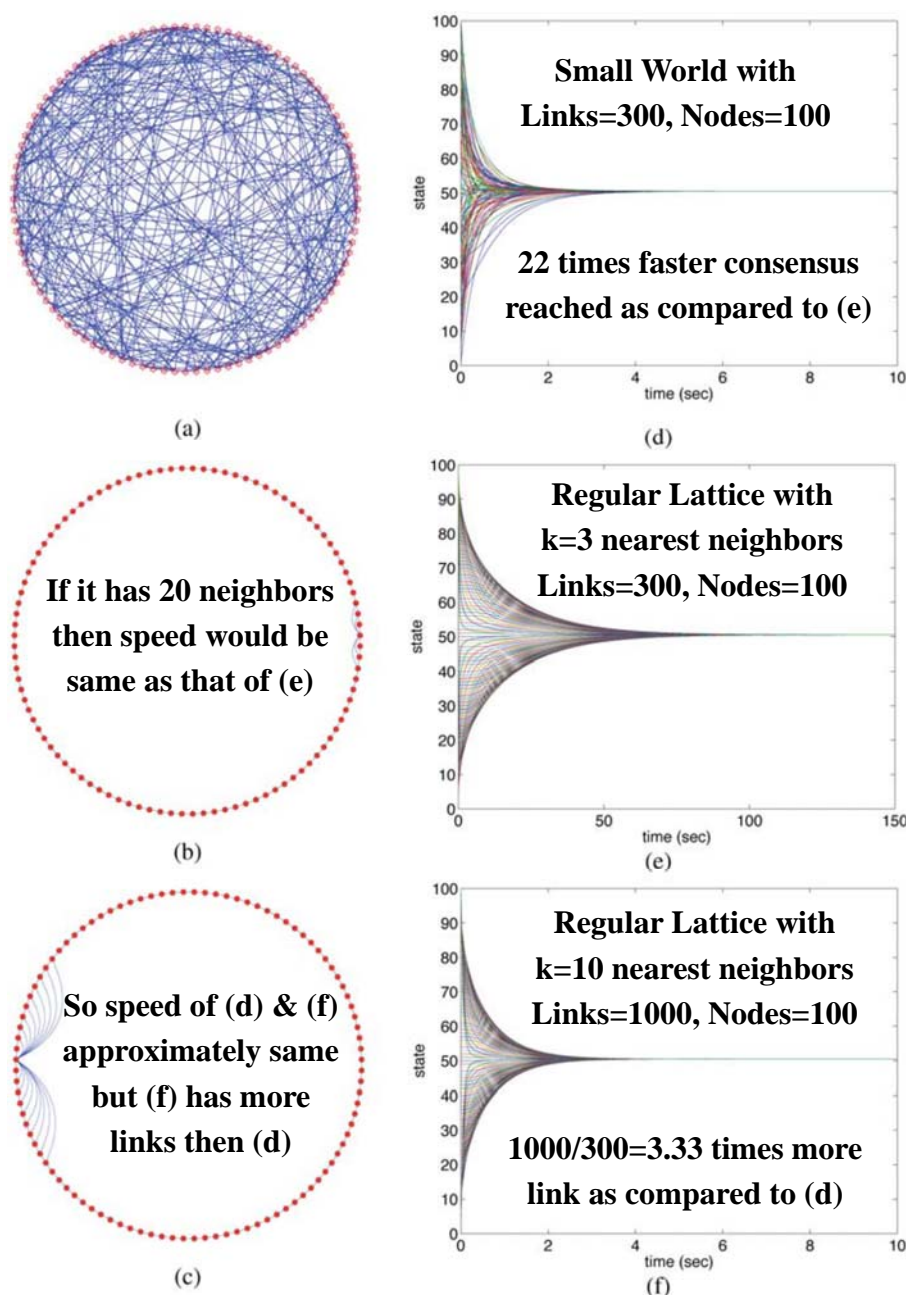 Small World with
Links=300, Nodes=100
22 times faster consensus
reached as compared to (e)
state
100
90
80
70
60
50
40
30
20
10
0
0 2 4 6 8 10
time (sec)
(a)
(d)
If it has 20 neighbors
then speed would be
same as that of (e)
(b)
Regular Lattice with
k=3 nearest neighbors
Links=300, Nodes=100
state
100
90
80
70
60
50
40
30
20
10
0
0 50 100 150
time (sec)
(e)
So speed of (d) & (f)
approximately same
but (f) has more
links then (d)
(c)
Regular Lattice with
k=10 nearest neighbors
Links=1000, Nodes=100
1000/300=3.33 times more
link as compared to (d)
state
100
90
80
70
60
50
40
30
20
10
0
0 2 4 6 8 10
time (sec)
(f)